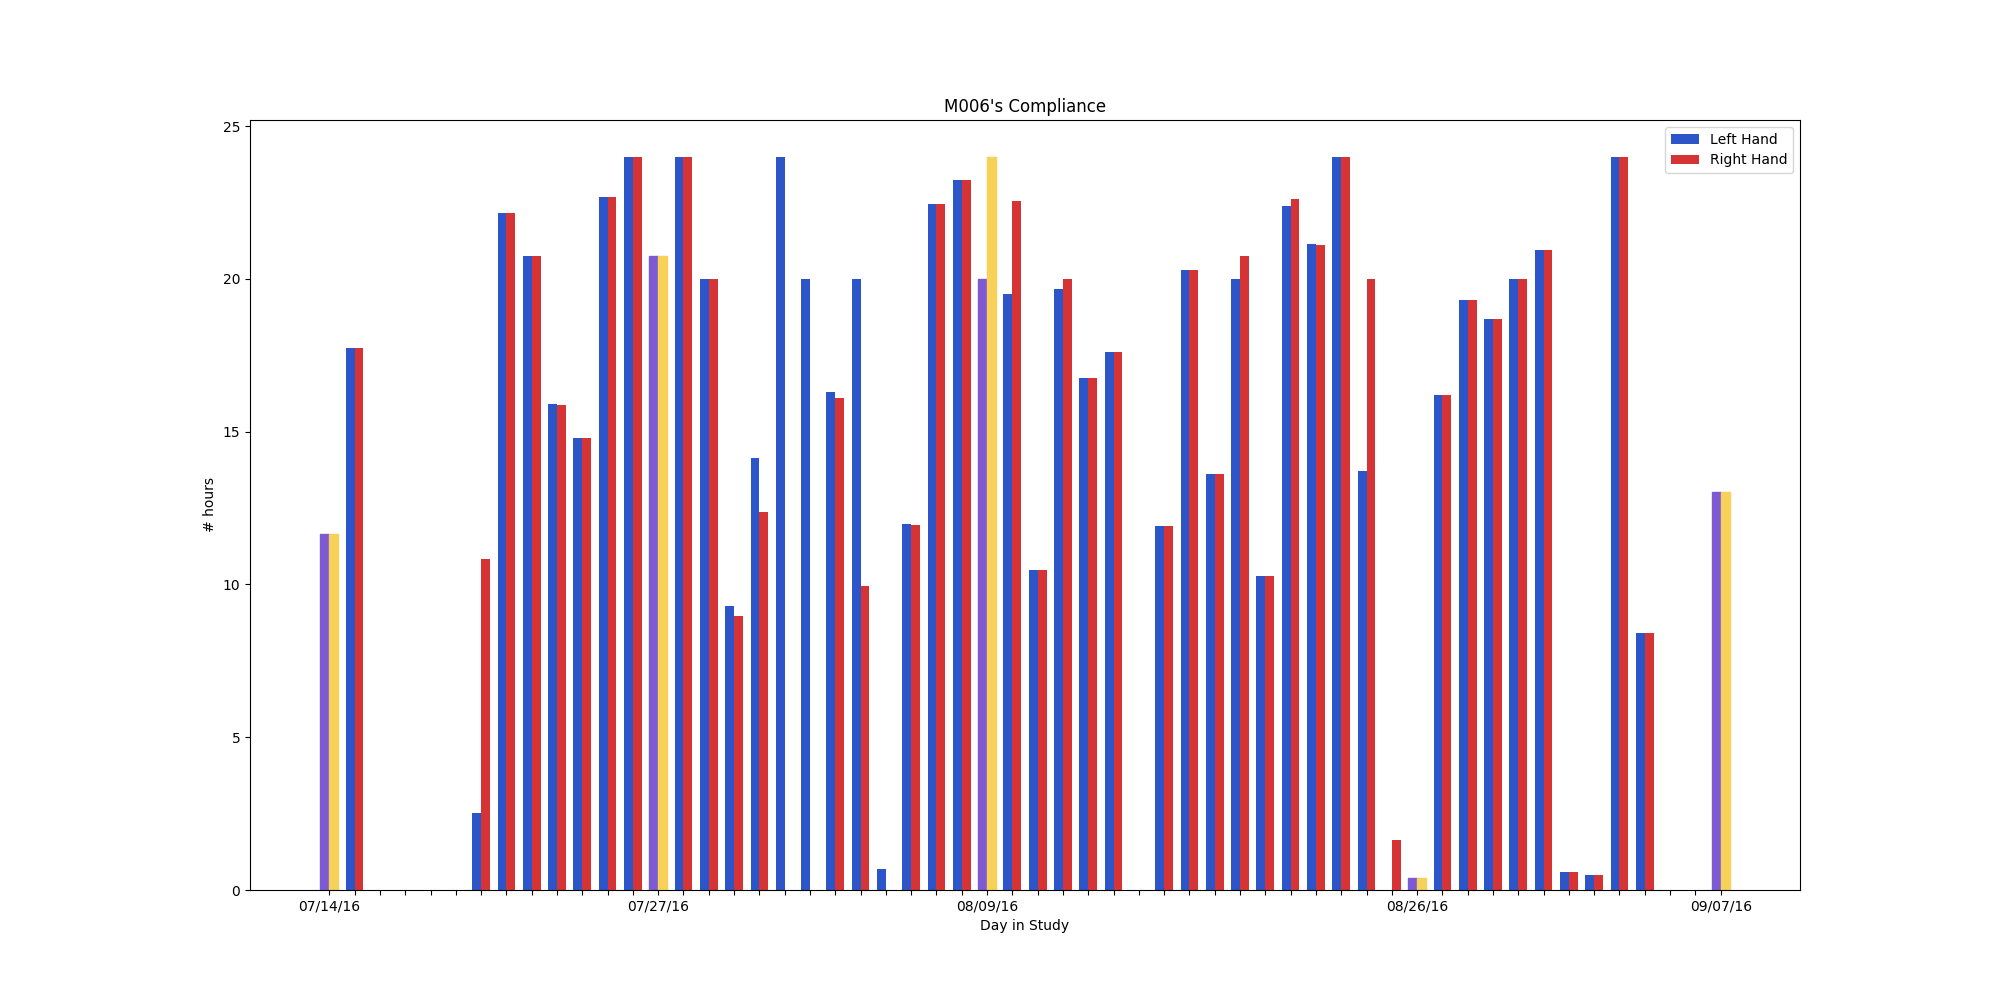 M006's Compliance
Left Hand
Right Hand
25
20
15
10
5
0
# hours
07/14/16
07/27/16
08/09/16
08/26/16
09/07/16
Day in Study